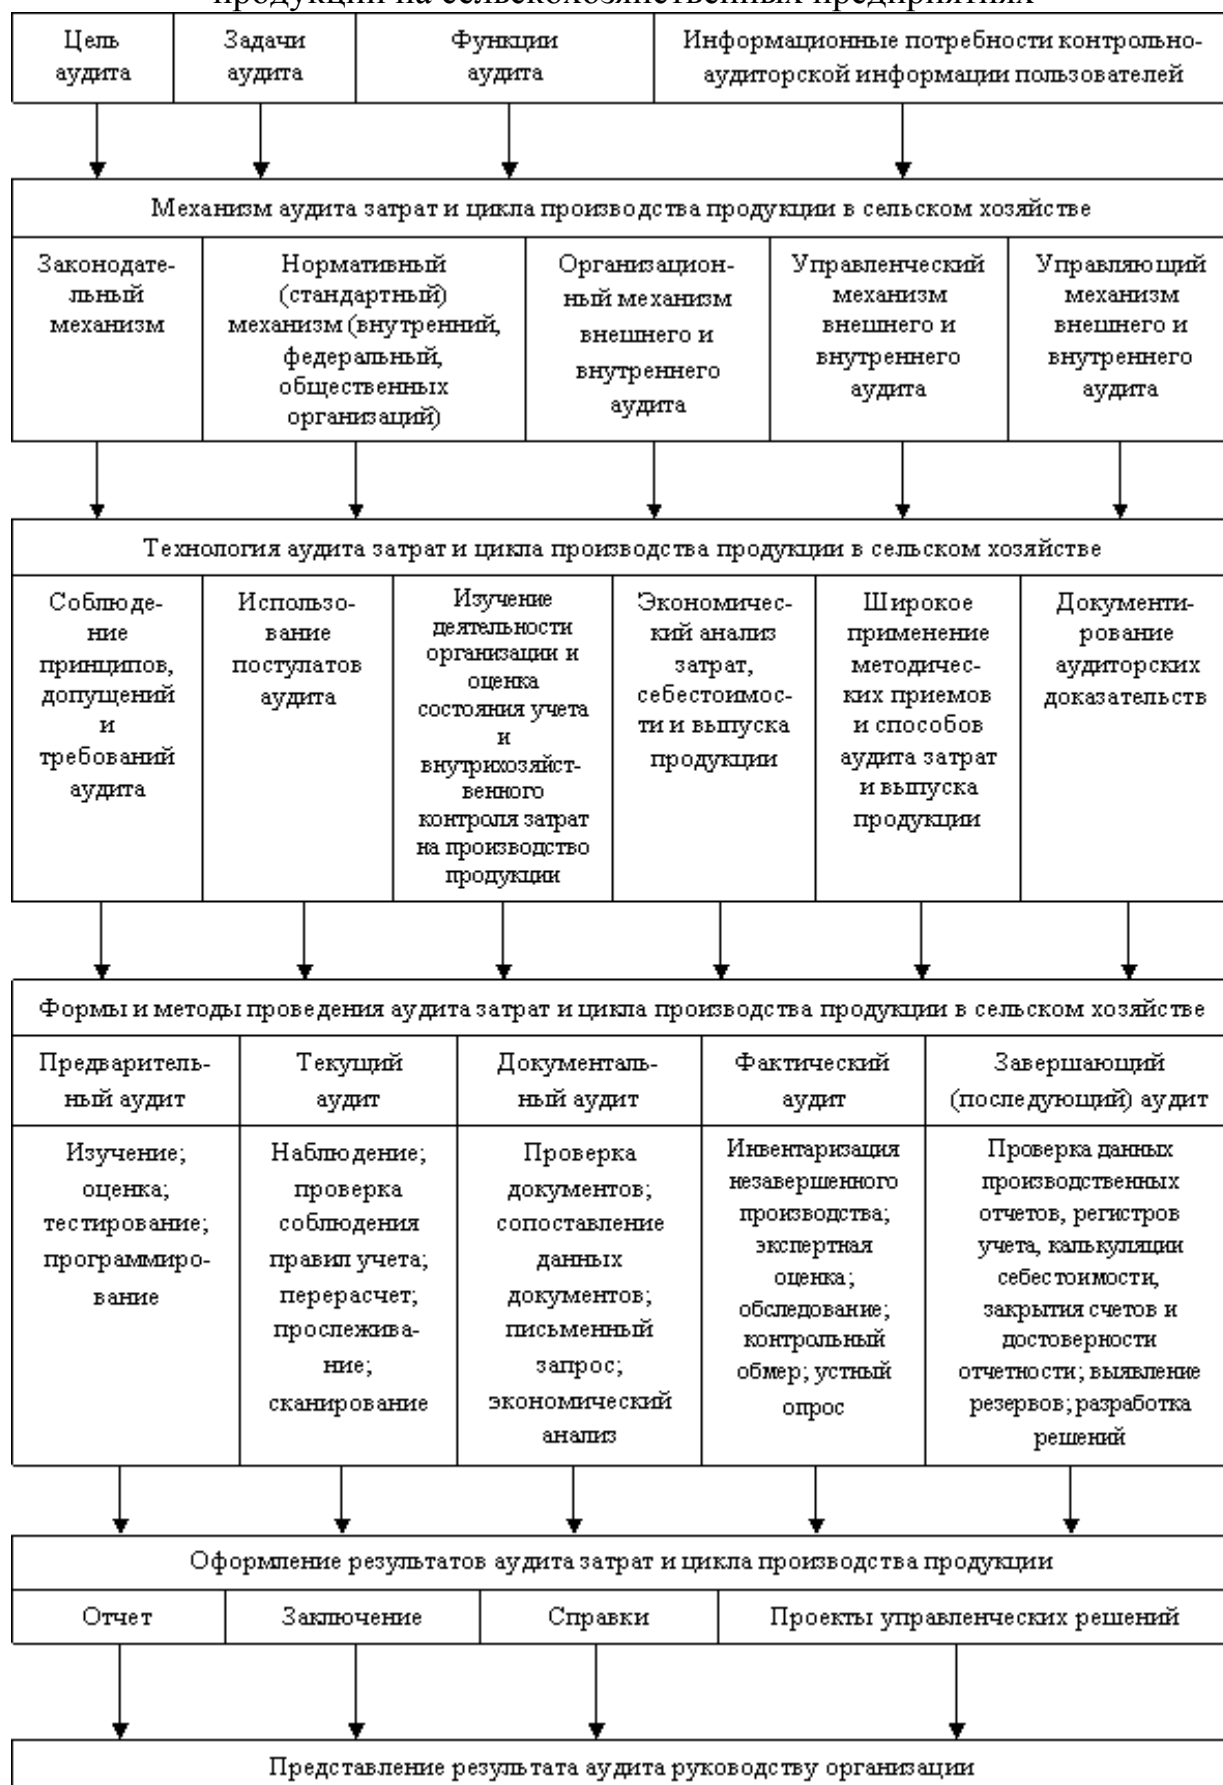 продукции на сельскохозяйственных предприятиях
Цель
аудита
Задачи
аудита
Функции
аудита
Информационные потребности контрольно-
аудиторской информации пользователей
Механизм аудита затрат и цикла производства продукции в сельском хозяйстве
Законодате-
льный
механизм
Нормативный
(стандартный)
механизм (внутренний,
федеральный,
общественных
организаций)
Организацион-
ный механизм
внешнего и
внутреннего
аудита
Управленческий
механизм
внешнего и
внутреннего
аудита
Управляющий
механизм
внешнего и
внутреннего
аудита
Технология аудита затрат и цикла производства продукции в сельском хозяйстве
Соблюде-
ние
принципов,
допущений
и
требований
аудита
Использо-
вание
постулатов
аудита
Изучение
деятельности
организации и
оценка
состояния учета
и
внутрихозяйст-
венного
контроля затрат
на производство
продукции
Экономичес-
кий анализ
затрат,
себестоимос-
ти и выпуска
продукции
Широкое
применение
методичес-
ких приемов
и способов
аудита затрат
и выпуска
продукции
Документи-
рование
аудиторских
доказательств
Формы и методы проведения аудита затрат и цикла производства продукции в сельском хозяйстве
Предваритель-
ный аудит
Текущий
аудит
Документаль-
ный аудит
Фактический
аудит
Завершающий
(последующий) аудит
Изучение;
оценка;
тестирование;
программиро-
вание
Наблюдение;
проверка
соблюдения
правил учета;
перерасчет;
прослежива-
ние;
сканирование
Проверка
документов;
сопоставление
данных
документов;
письменный
запрос;
экономический
анализ
Инвентаризация
незавершенного
производства;
экспертная
оценка;
обследование;
контрольный
обмер; устный
опрос
Проверка данных
производственных
отчетов, регистров
учета, калькуляции
себестоимости,
закрытия счетов и
достоверности
отчетности; выявление
резервов; разработка
решений
Оформление результатов аудита затрат и цикла производства продукции
Отчет
Заключение
Справки
Проекты управленческих решений
Представление результата аудита руководству организации